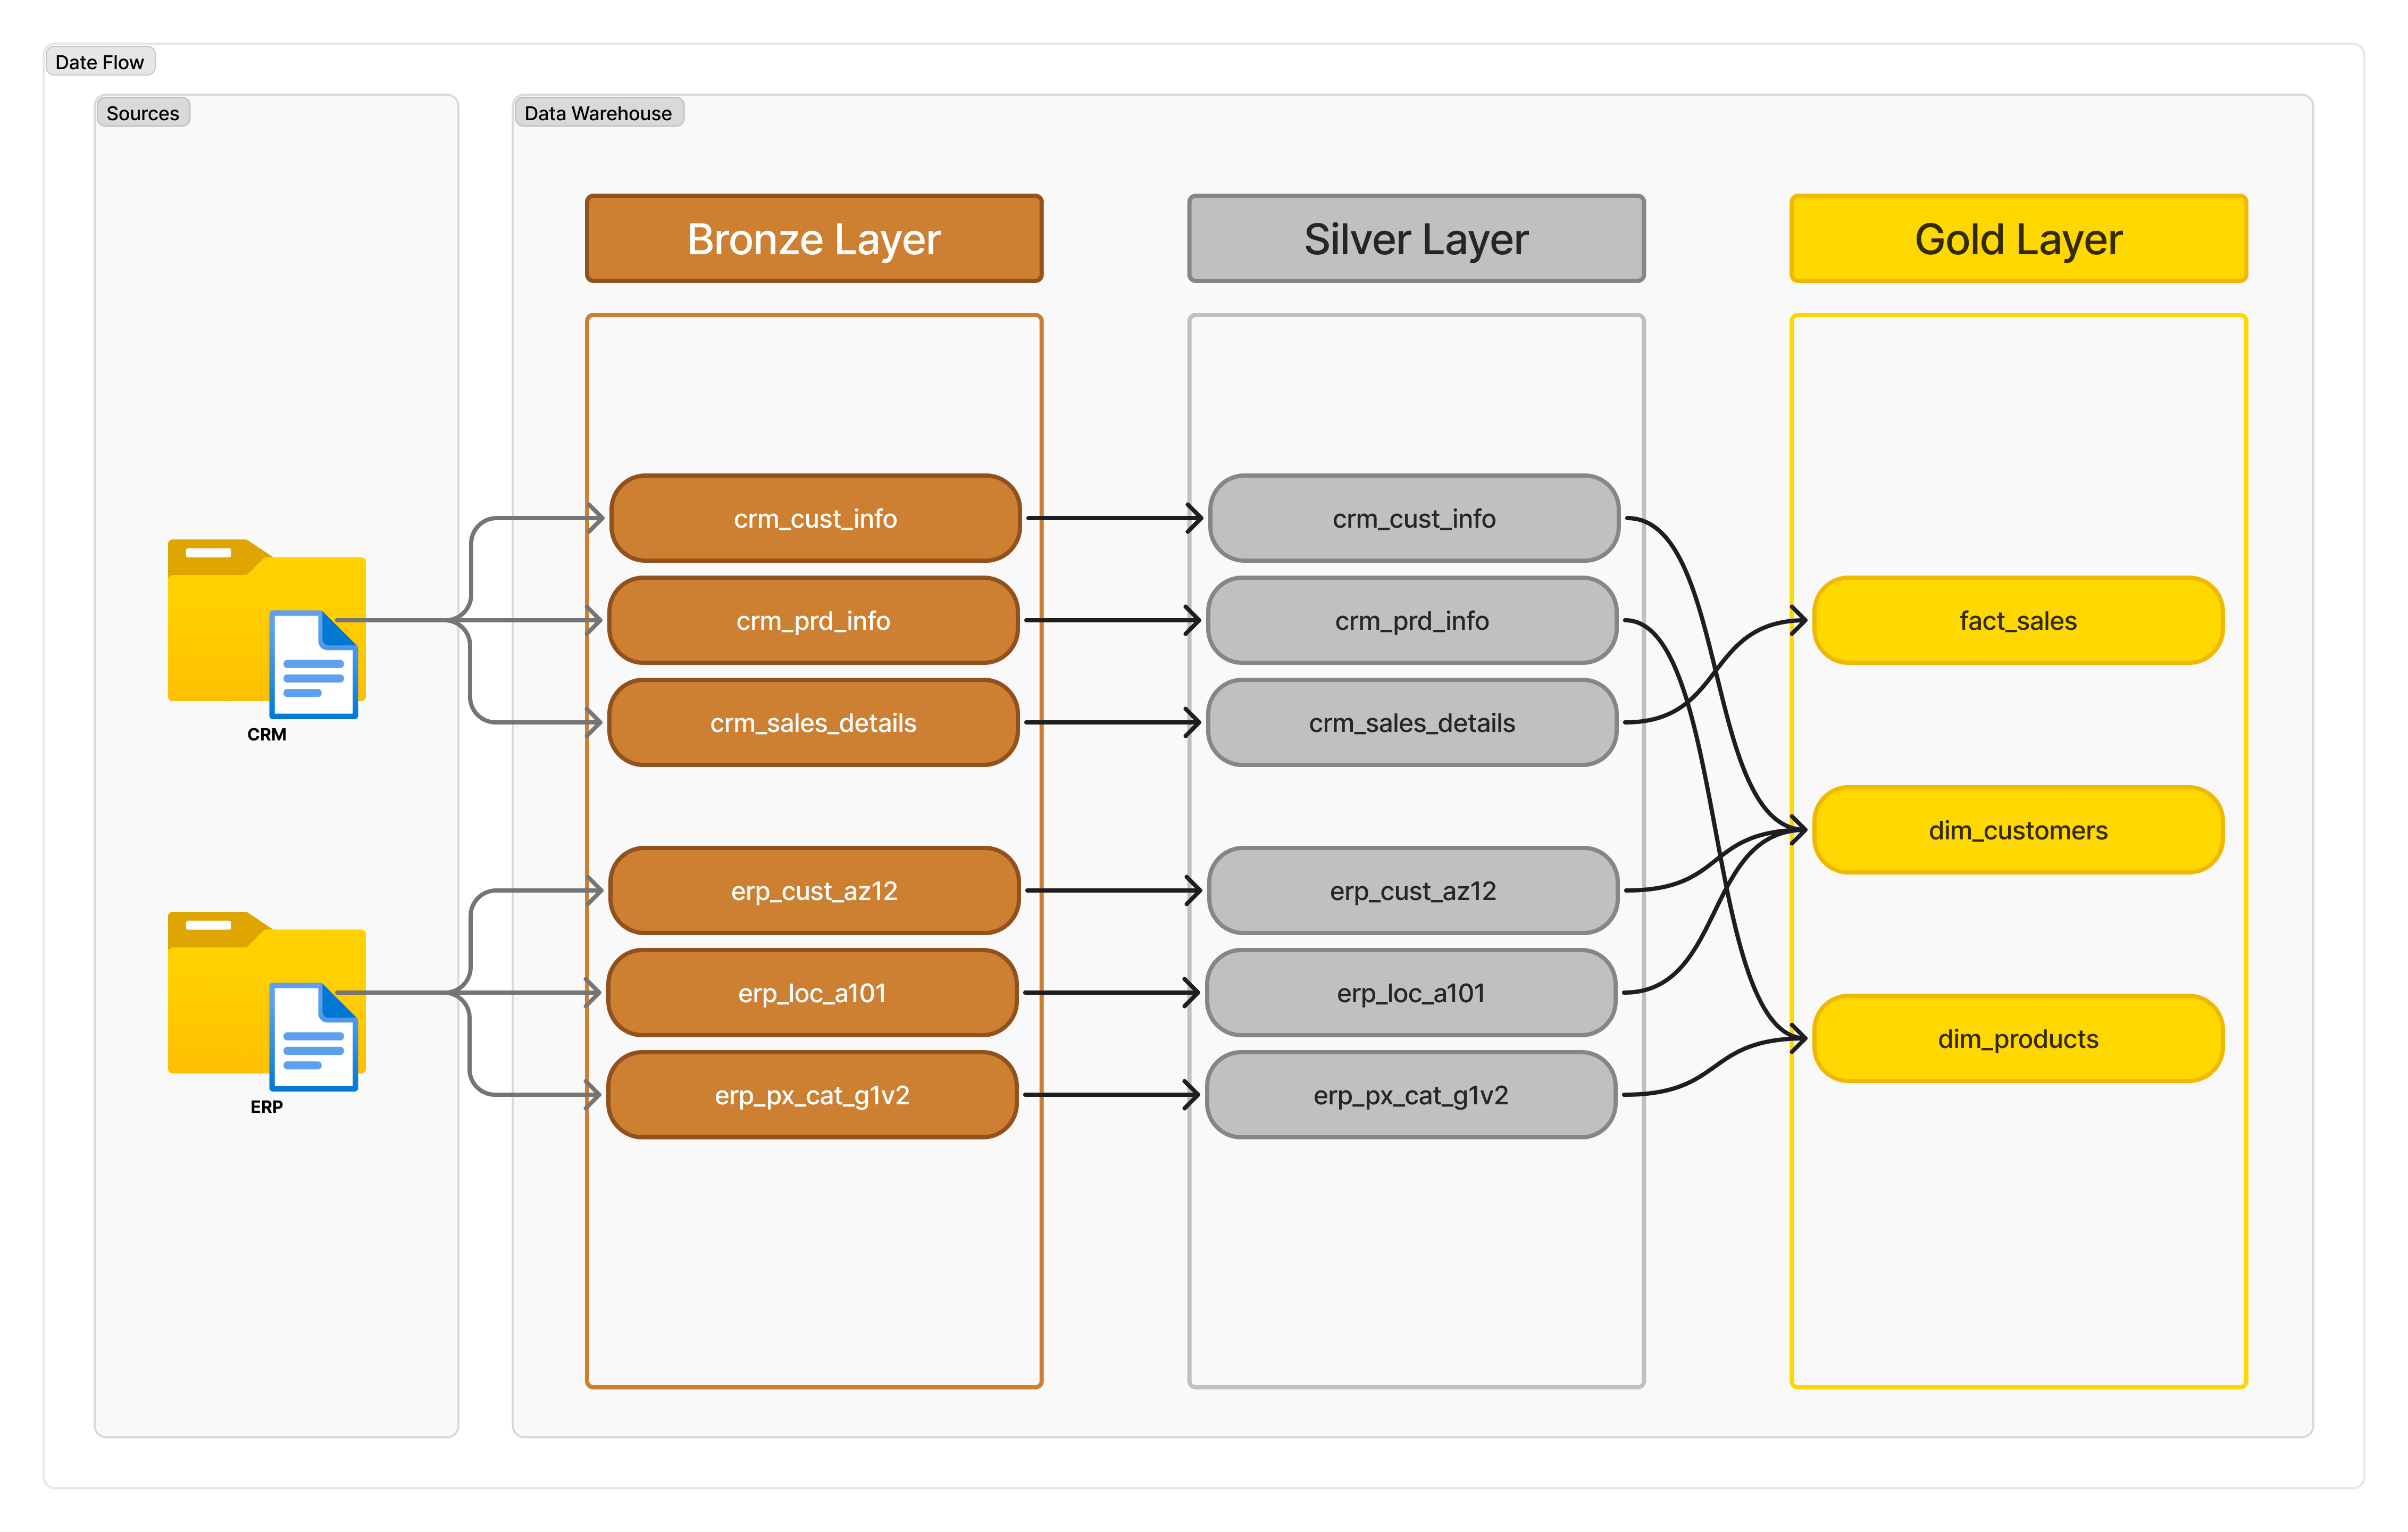 Date Flow
Sources
Data Warehouse
Bronze Layer
Silver Layer
Gold Layer
crm_cust_info
crm_cust_info
crm_prd_info
crm_prd_info
fact_sales
crm_sales_details
crm_sales_details
CRM
dim_customers
erp_cust_az12
erp_cust_az12
erp_loc_a101
erp_loc_a101
dim_products
erp_px_cat_g1v2
erp_px_cat_g1v2
ERP